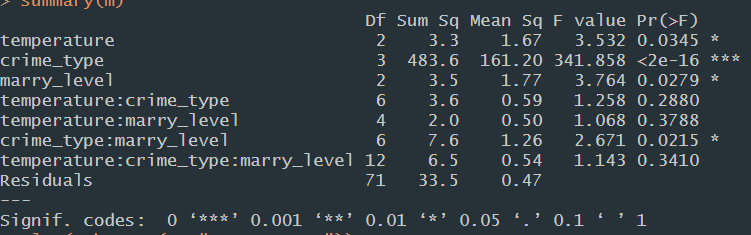 > summary(m)
Df Sum Sq Mean Sq F value Pr(>F)
temperature 2 3.3 1.67 3.532 0.0345 *
crime_type 3 483.6 161.20 341.858 <2e-16 ***
marry_level 2 3.5 1.77 3.764 0.0279 *
temperature:crime_type 6 3.6 0.59 1.258 0.2880
temperature:marry_level 4 2.0 0.50 1.068 0.3788
crime_type:marry_level 6 7.6 1.26 2.671 0.0215 *
temperature:crime_type:marry_level 12 6.5 0.54 1.143 0.3410
Residuals 71 33.5 0.47
---
Signif. codes: 0 ‘***’ 0.001 ‘**’ 0.01 ‘*’ 0.05 ‘.’ 0.1 ‘ ’ 1